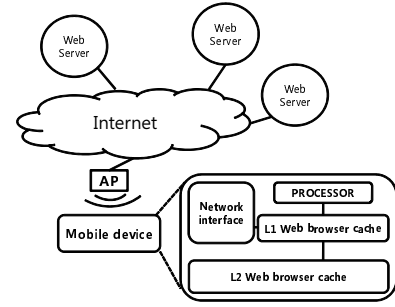 Web
Server
Web
Server
Web
Server
Internet
AP
Mobile device
Network
interface
PROCESSOR
L1 Web browser cache
L2 Web browser cache